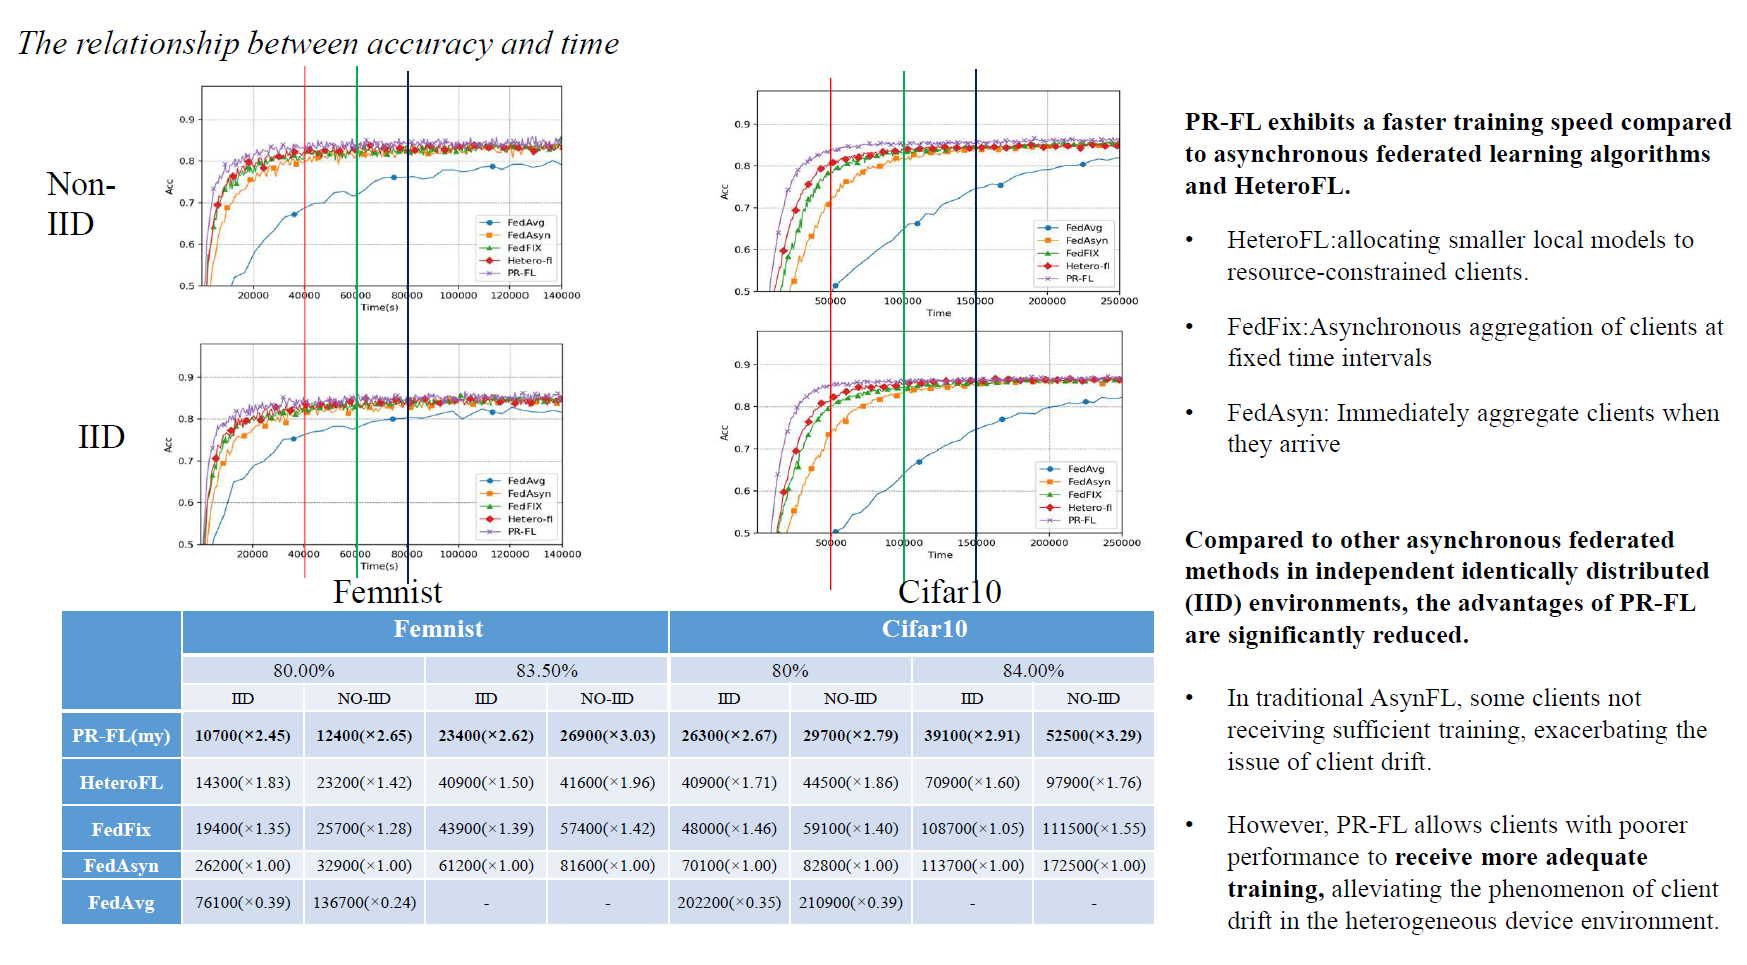 The relationship between accuracy and time
Non-
IID
Acc
0.9
0.8
0.7
0.6
0.5
FedAvg
FedAsyn
FedFIX
Hetero-fl
PR-FL
20000 40000 60000 80000 100000 120000 140000
Time(s)
Acc
0.9
0.8
0.7
0.6
0.5
FedAvg
FedAsyn
FedFIX
Hetero-fl
PR-FL
50000 100000 150000 200000 250000
Time
IID
Acc
0.9
0.8
0.7
0.6
0.5
FedAvg
FedAsyn
FedFIX
Hetero-fl
PR-FL
20000 40000 60000 80000 100000 120000 140000
Time(s)
Acc
0.9
0.8
0.7
0.6
0.5
FedAvg
FedAsyn
FedFIX
Hetero-fl
PR-FL
50000 100000 150000 200000 250000
Time
Femnist
Cifar10
Femnist Cifar10
80.00% 83.50% 80% 84.00%
IID NO-IID IID NO-IID IID NO-IID IID NO-IID
PR-FL(my) 10700(×2.45) 12400(×2.65) 23400(×2.62) 26900(×3.03) 26300(×2.67) 29700(×2.79) 39100(×2.91) 52500(×3.29)
HeteroFL 14300(×1.83) 23200(×1.42) 40900(×1.50) 41600(×1.96) 40900(×1.71) 44500(×1.86) 70900(×1.60) 97900(×1.76)
FedFix 19400(×1.35) 25700(×1.28) 43900(×1.39) 57400(×1.42) 48000(×1.46) 59100(×1.40) 108700(×1.05) 111500(×1.55)
FedAsyn 26200(×1.00) 32900(×1.00) 61200(×1.00) 81600(×1.00) 70100(×1.00) 82800(×1.00) 113700(×1.00) 172500(×1.00)
FedAvg 76100(×0.39) 136700(×0.24) - - 202200(×0.35) 210900(×0.39) - -
PR-FL exhibits a faster training speed compared
to asynchronous federated learning algorithms
and HeteroFL.
• HeteroFL:allocating smaller local models to
resource-constrained clients.
• FedFix:Asynchronous aggregation of clients at
fixed time intervals
• FedAsyn: Immediately aggregate clients when
they arrive
Compared to other asynchronous federated
methods in independent identically distributed
(IID) environments, the advantages of PR-FL
are significantly reduced.
• In traditional AsynFL, some clients not
receiving sufficient training, exacerbating the
issue of client drift.
• However, PR-FL allows clients with poorer
performance to receive more adequate
training, alleviating the phenomenon of client
drift in the heterogeneous device environment.